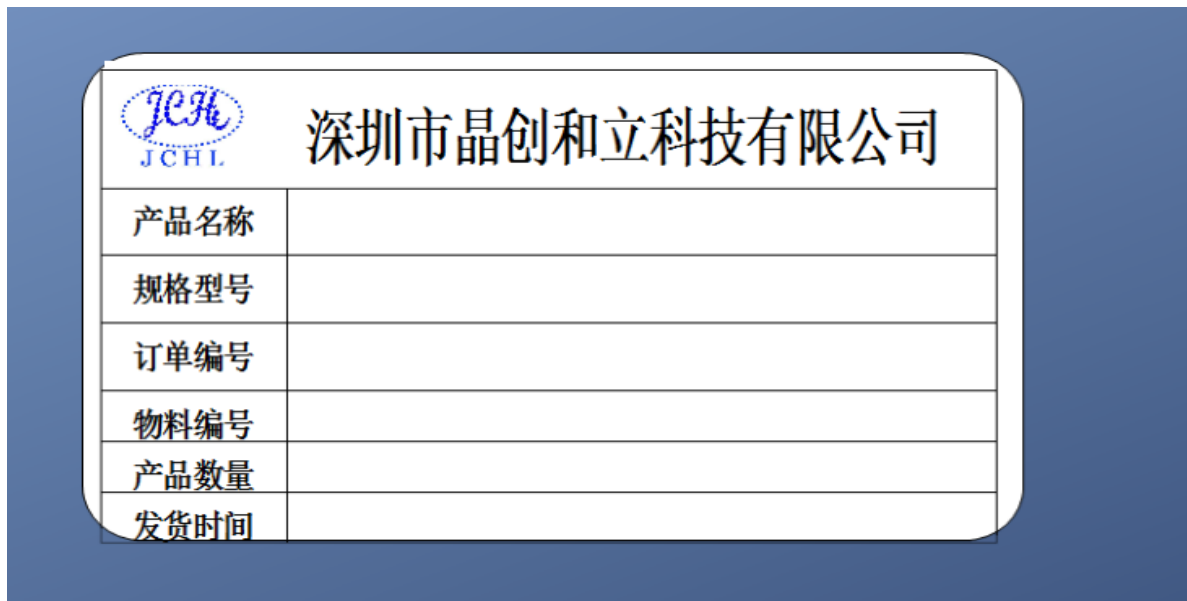 JCHL
JCHL
深圳市晶创和立科技有限公司
产品名称
规格型号
订单编号
物料编号
产品数量
发货时间